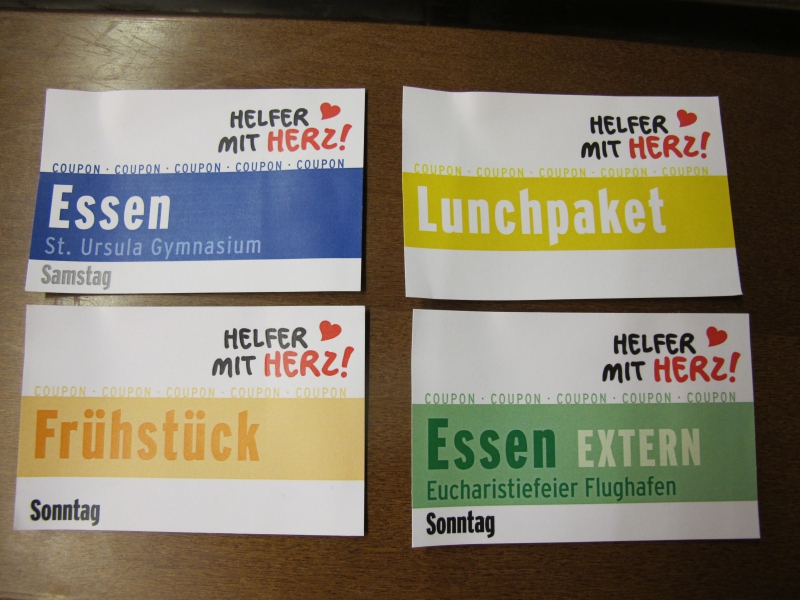 HELFER
MIT HERZ!
COUPON · COUPON · COUPON · COUPON · COUPON
Essen
St. Ursula Gymnasium
Samstag
HELFER
MIT HERZ!
COUPON · COUPON · COUPON · COUPON · COUPON
Lunchpaket
HELFER
MIT HERZ!
COUPON · COUPON · COUPON · COUPON · COUPON
Frühstück
Sonntag
HELFER
MIT HERZ!
COUPON · COUPON · COUPON · COUPON · COUPON
Essen EXTERN
Eucharistiefeier Flughafen
Sonntag